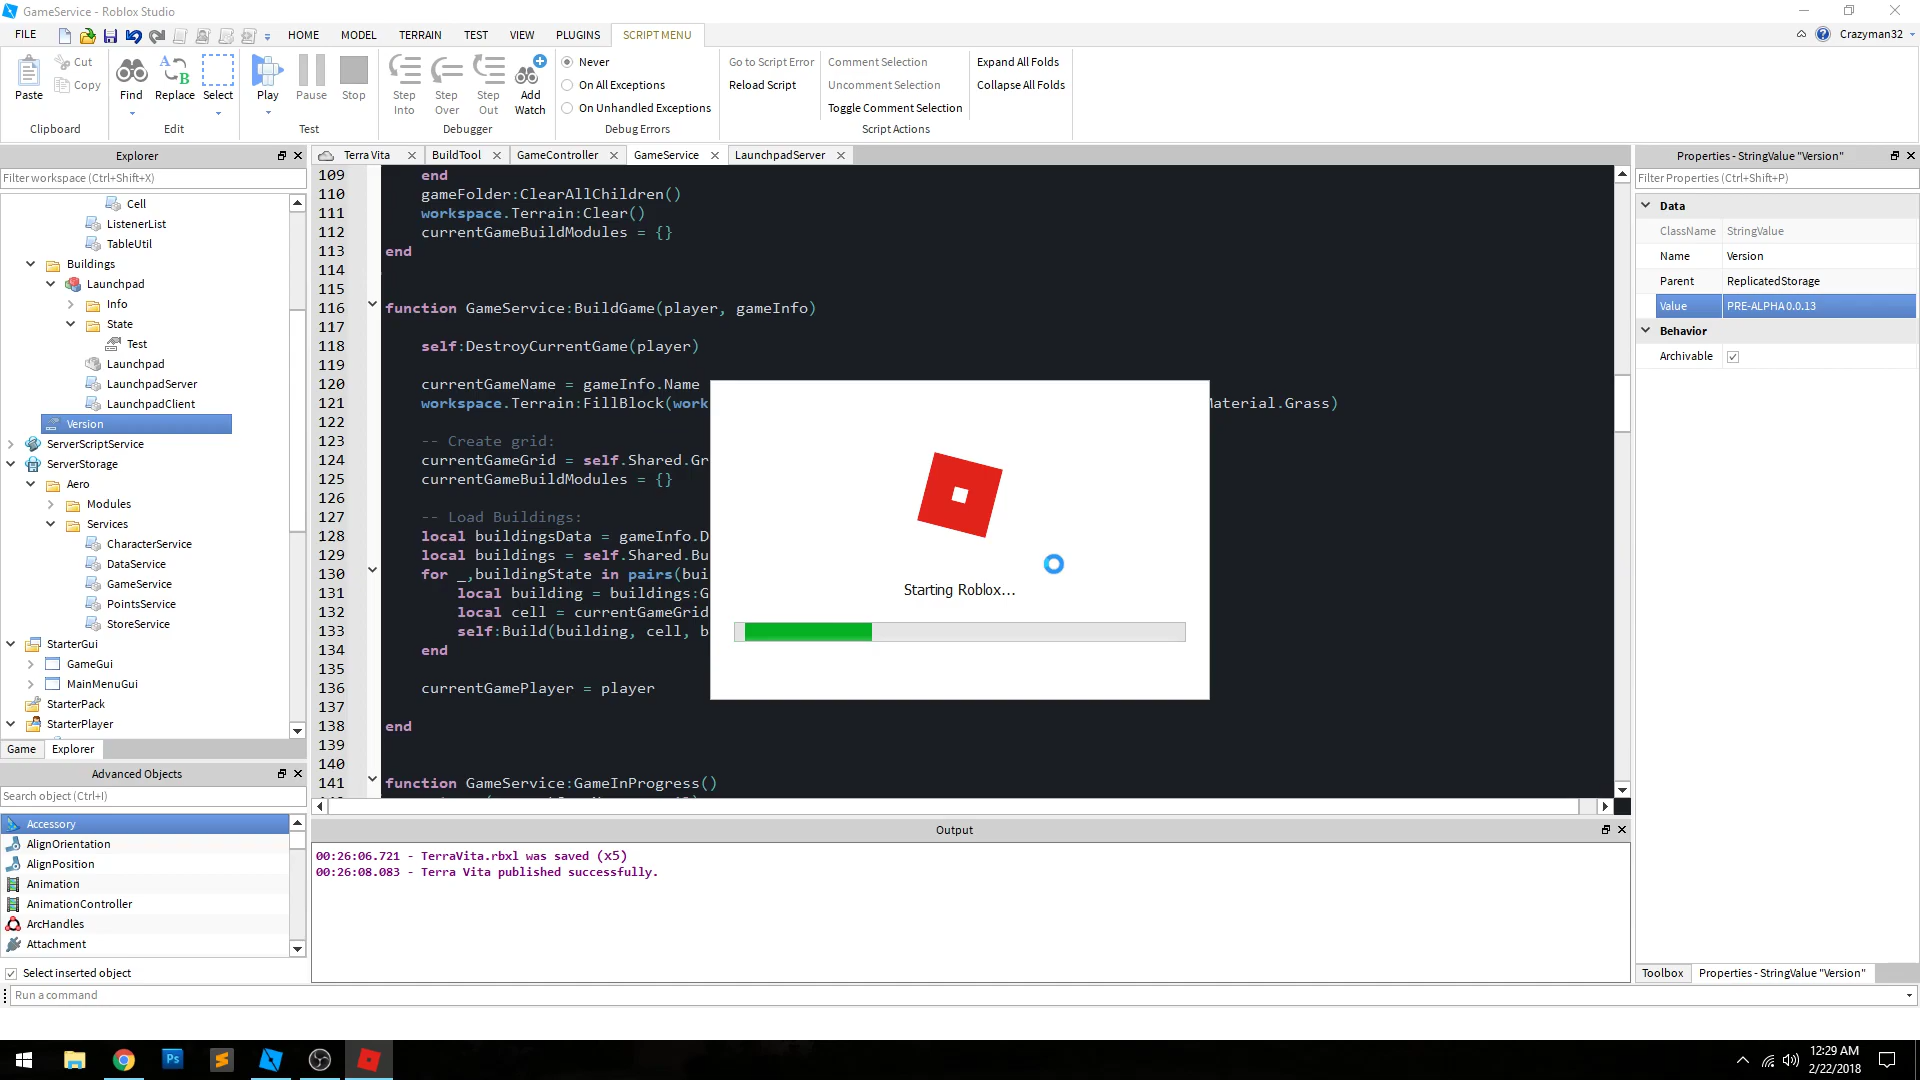 GameService - Roblox Studio
FILE
HOME
MODEL
TERRAIN
TEST
VIEW
PLUGINS
SCRIPT MENU
Crazyman32
Paste
Cut
Copy
Clipboard
Find
Replace
Select
Edit
Play
Pause
Stop
Test
Step Into
Step Over
Step Out
Add Watch
Debugger
Never
On All Exceptions
On Unhandled Exceptions
Debug Errors
Go to Script Error
Reload Script
Comment Selection
Uncomment Selection
Toggle Comment Selection
Script Actions
Expand All Folds
Collapse All Folds
Explorer
Filter workspace (Ctrl+Shift+X)
Cell
ListenerList
TableUtil
Buildings
Launchpad
Info
State
Test
Launchpad
LaunchpadServer
LaunchpadClient
Version
ServerScriptService
ServerStorage
Aero
Modules
Services
CharacterService
DataService
GameService
PointsService
StoreService
StarterGui
GameGui
MainMenuGui
StarterPack
StarterPlayer
Game
Explorer
Advanced Objects
Search object (Ctrl+I)
Accessory
AlignOrientation
AlignPosition
Animation
AnimationController
ArcHandles
Attachment
Select inserted object
Run a command
Terra Vita
BuildTool
GameController
GameService
LaunchpadServer
109 end
110 gameFolder:ClearAllChildren()
111 workspace.Terrain:Clear()
112 currentGameBuildModules = {}
113 end
114
115
116 function GameService:BuildGame(player, gameInfo)
117
118 self:DestroyCurrentGame(player)
119
120 currentGameName = gameInfo.Name
121 workspace.Terrain:FillBlock(work Material.Grass)
122
123 -- Create grid:
124 currentGameGrid = self.Shared.Gr
125 currentGameBuildModules = {}
126
127 -- Load Buildings:
128 local buildingsData = gameInfo.D
129 local buildings = self.Shared.Bu
130 for _,buildingState in pairs(bui
131 local building = buildings:G
132 local cell = currentGameGrid
133 self:Build(building, cell, b
134 end
135
136 currentGamePlayer = player
137
138 end
139
140
141 function GameService:GameInProgress()
Starting Roblox...
Output
00:26:06.721 - TerraVita.rbxl was saved (x5)
00:26:08.083 - Terra Vita published successfully.
Properties - StringValue "Version"
Filter Properties (Ctrl+Shift+P)
Data
ClassName StringValue
Name Version
Parent ReplicatedStorage
Value PRE-ALPHA 0.0.13
Behavior
Archivable
Toolbox
Properties - StringValue "Version"
Ps
12:29 AM
2/22/2018